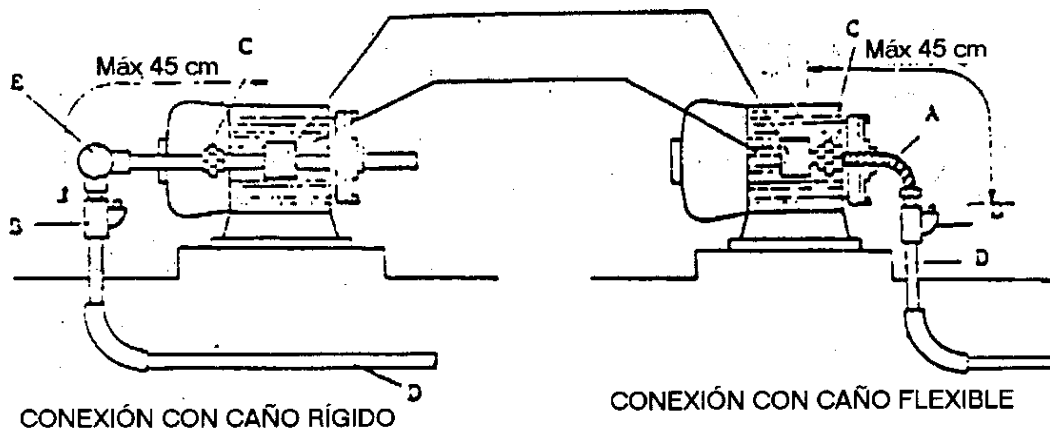 C
Máx 45 cm
E
B
D
CONEXIÓN CON CAÑO RÍGIDO
C
Máx 45 cm
A
D
CONEXIÓN CON CAÑO FLEXIBLE